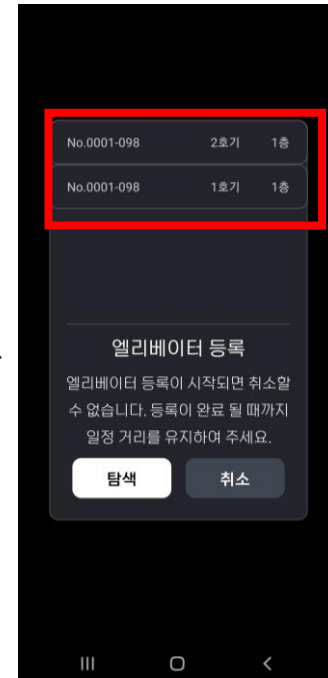 No.0001-098 2호기 1층
No.0001-098 1호기 1층
엘리베이터 등록
엘리베이터 등록이 시작되면 취소할
수 없습니다. 등록이 완료 될 때까지
일정 거리를 유지하여 주세요.
탐색 취소